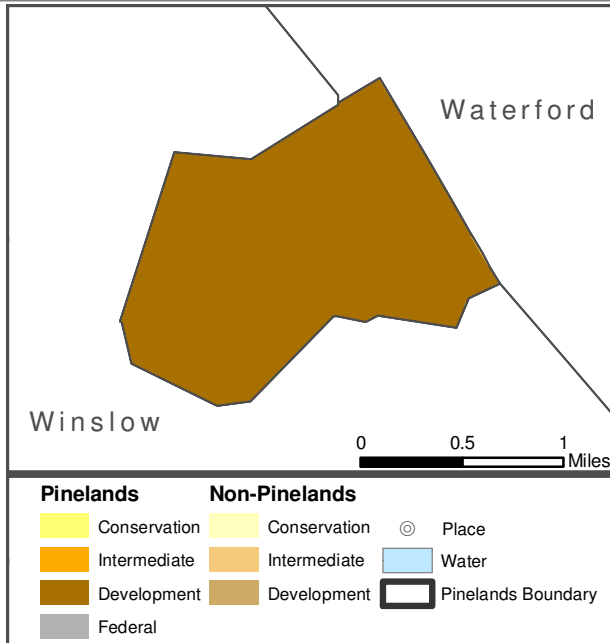 Waterford
Winslow
0 0.5 1
Miles
Pinelands Non-Pinelands
Conservation Conservation Place
Intermediate Intermediate Water
Development Development Pinelands Boundary
Federal